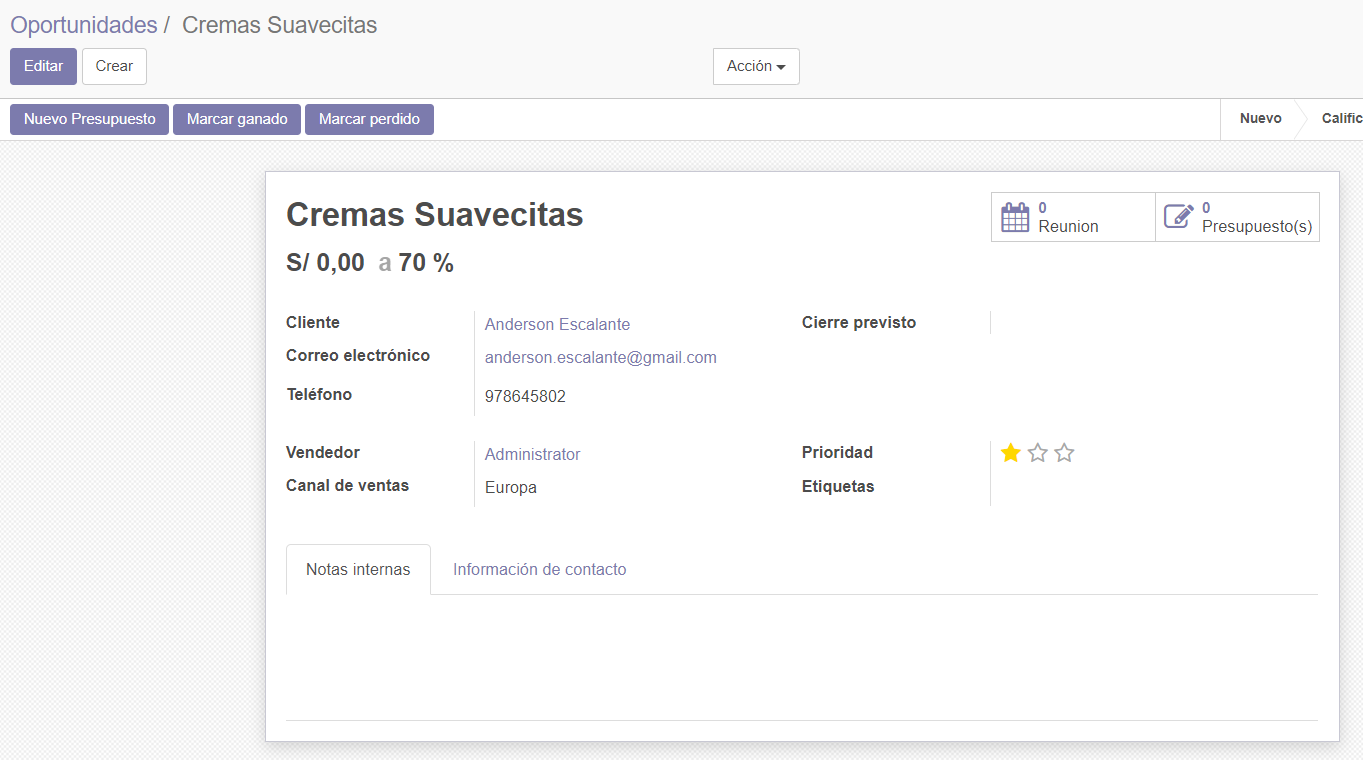 Oportunidades / Cremas Suavecitas
Editar Crear Acción
Nuevo Presupuesto Marcar ganado Marcar perdido Nuevo Calific
Cremas Suavecitas
0
Reunion
0
Presupuesto(s)
S/ 0,00 a 70 %
Cliente Anderson Escalante Cierre previsto
Correo electrónico anderson.escalante@gmail.com
Teléfono 978645802
Vendedor Administrator Prioridad
Canal de ventas Europa Etiquetas
Notas internas Información de contacto